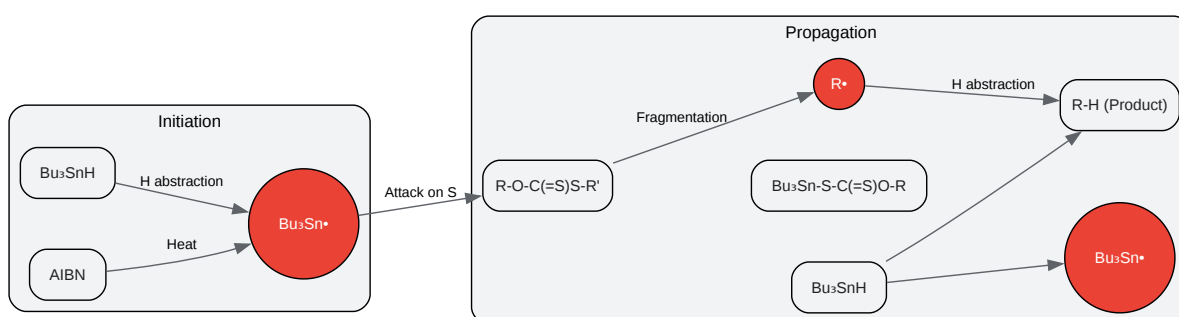 Initiation
Bu₃SnH
H abstraction
AIBN
Heat
Bu₃Sn•
Attack on S
Propagation
R-O-C(=S)S-R'
Fragmentation
R•
H abstraction
R-H (Product)
Bu₃Sn-S-C(=S)O-R
Bu₃SnH
Bu₃Sn•